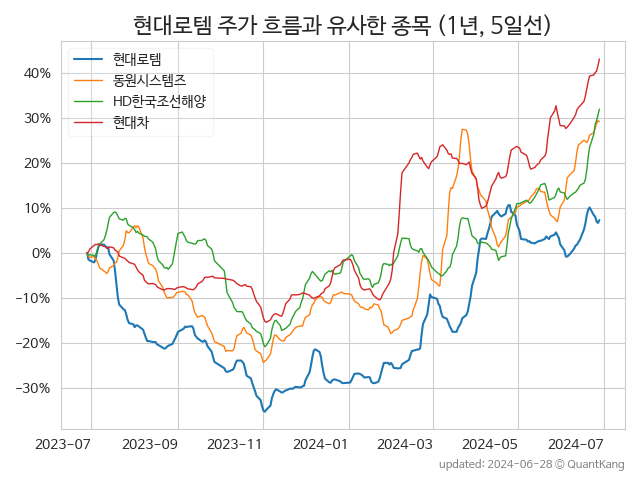 현대로템 주가 흐름과 유사한 종목 (1년, 5일선)
현대로템
동원시스템즈
HD한국조선해양
현대차
40%
30%
20%
10%
0%
−10%
−20%
−30%
2023-07 2023-09 2023-11 2024-01 2024-03 2024-05 2024-07
updated: 2024-06-28 ⓒ QuantKang